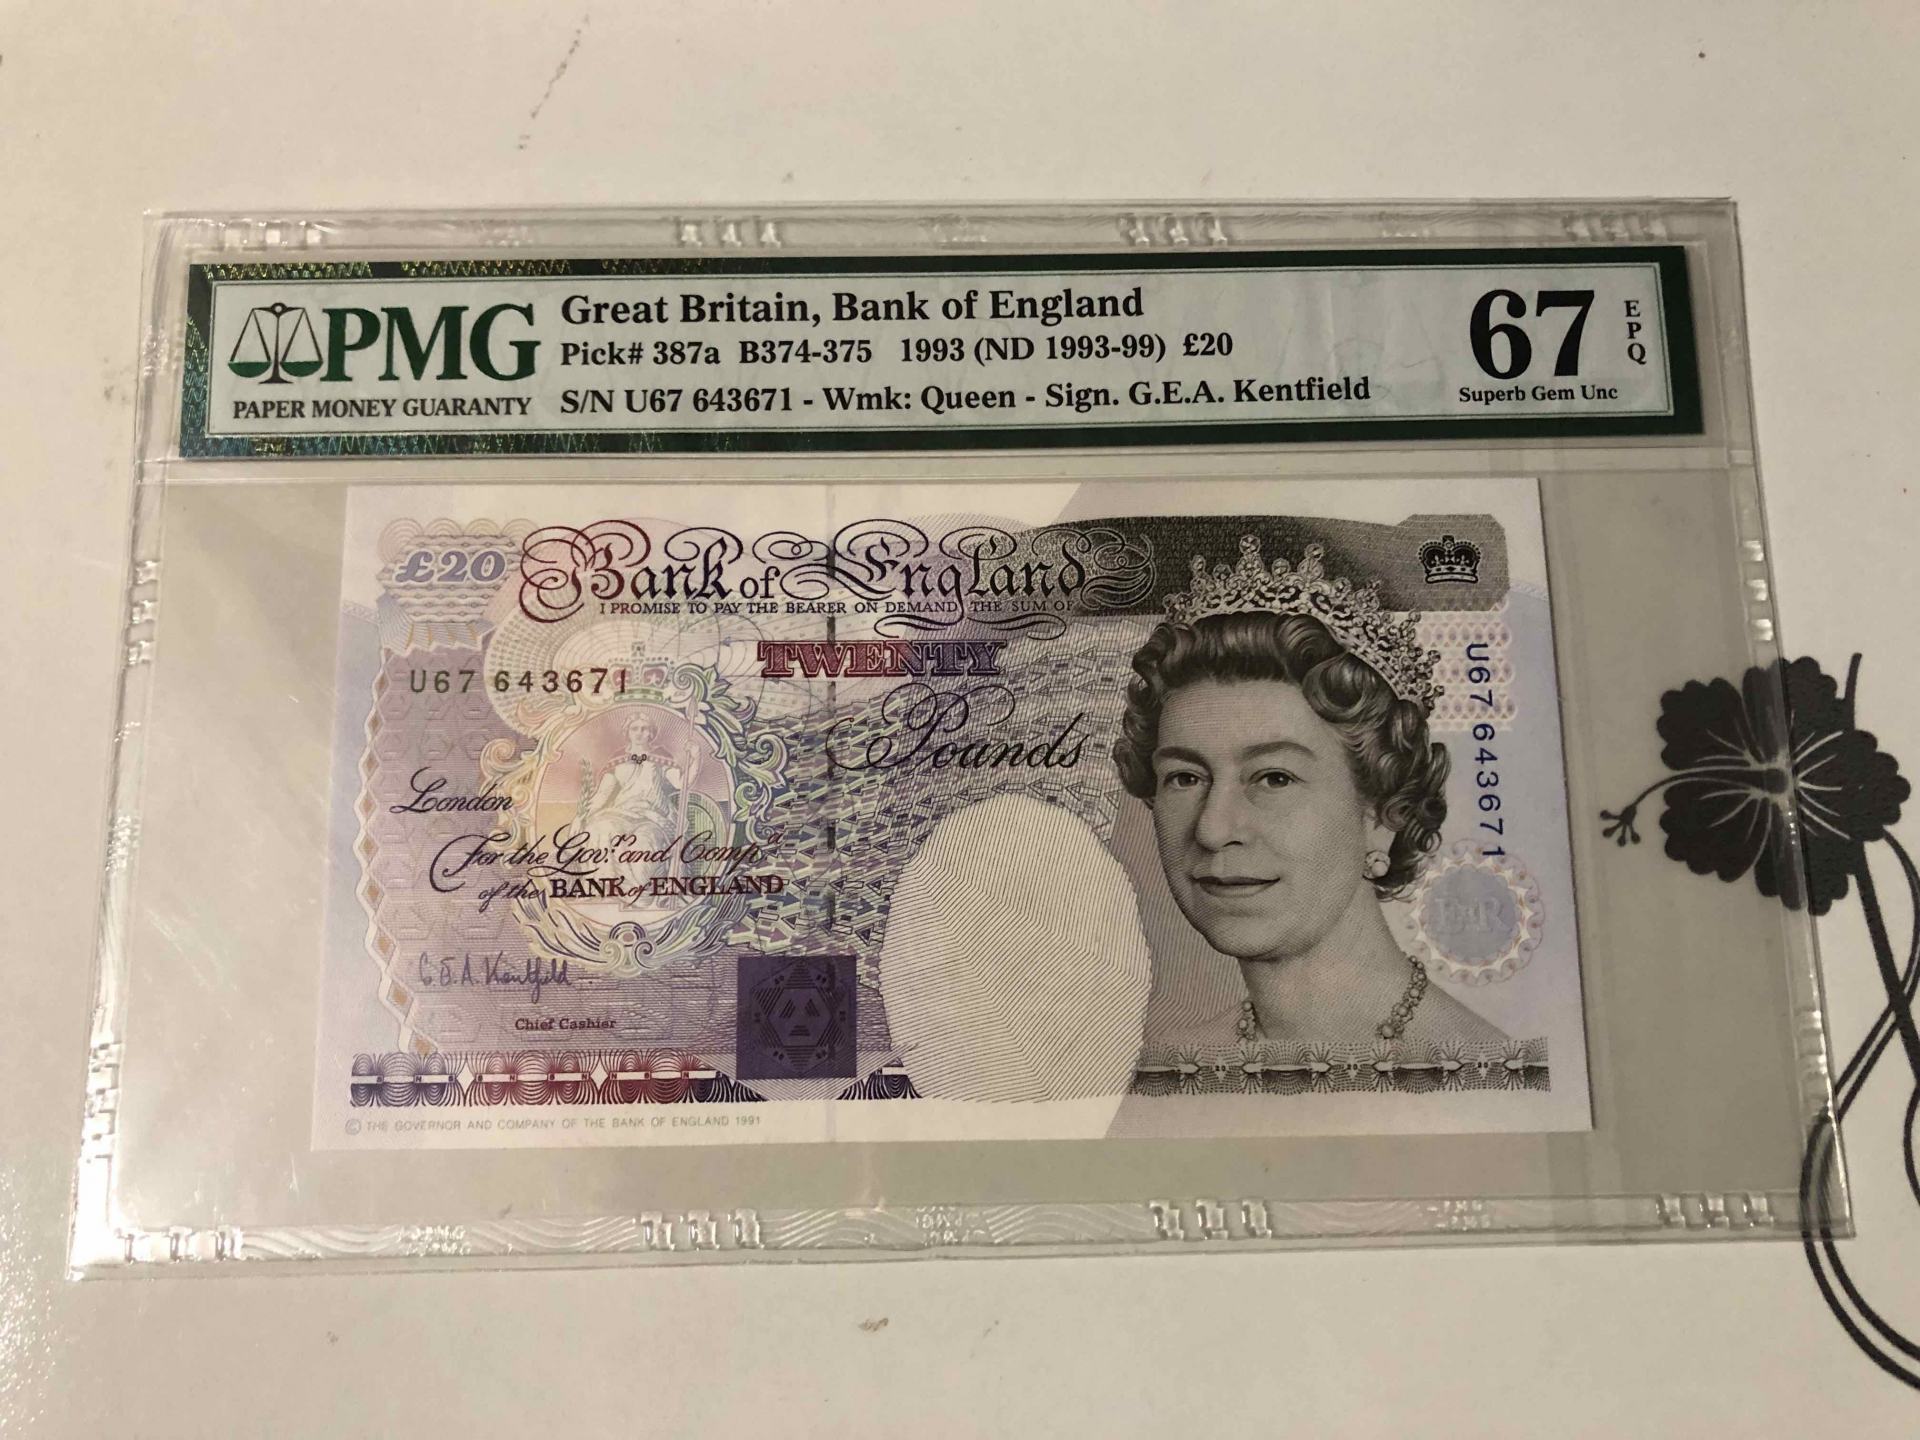 PMG
PAPER MONEY GUARANTY
Great Britain, Bank of England
Pick# 387a B374-375 1993 (ND 1993-99) £20
S/N U67 643671 - Wmk: Queen - Sign. G.E.A. Kentfield
67
EPQ
Superb Gem Unc
£20
Bank of England
I PROMISE TO PAY THE BEARER ON DEMAND THE SUM OF
TWENTY
Pounds
U67 643671
U67 643671
London
For the Govr. and Compa
of the BANK of ENGLAND
G E A Kentfield
Chief Cashier
EIIR
© THE GOVERNOR AND COMPANY OF THE BANK OF ENGLAND 1991
PMG